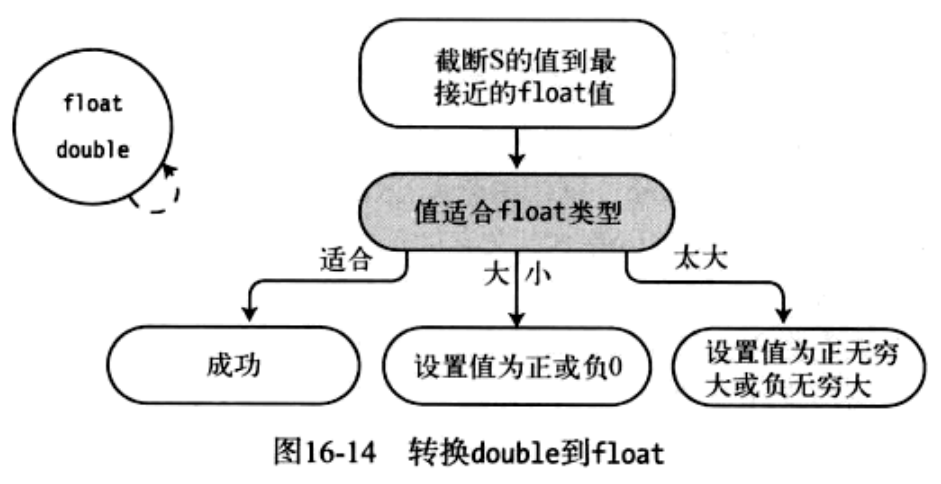 float
double
截断S的值到最
接近的float值
值适合float类型
适合
大 小
太大
成功
设置值为正或负0
设置值为正无穷
大或负无穷大
图16-14 转换double到float